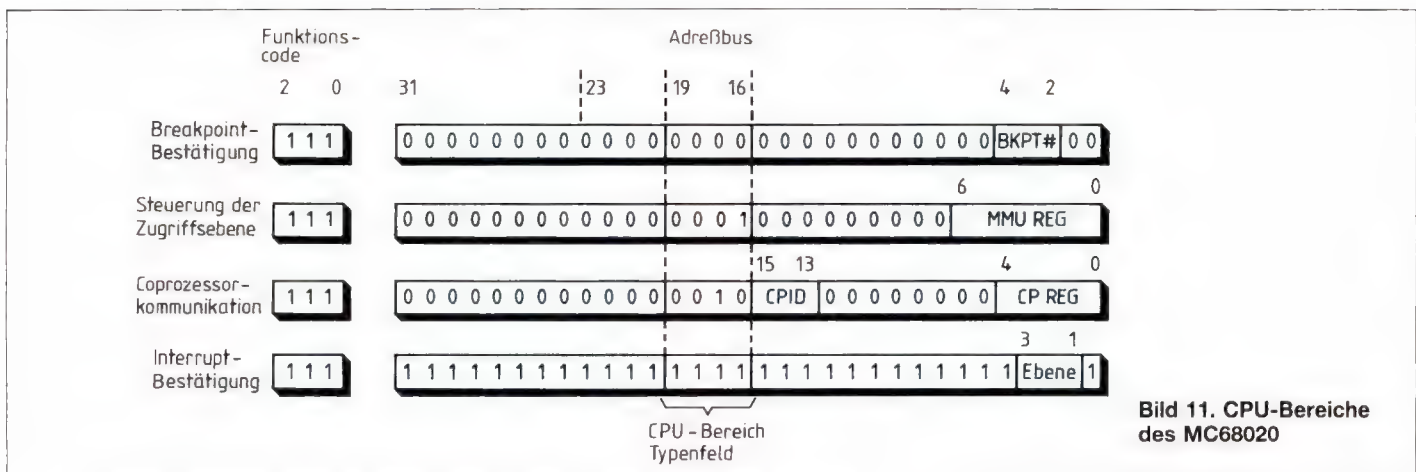 Funktions-
code
Adreßbus
2 0 31 23 19 16 4 2
Breakpoint-
Bestätigung
1 1 1 0 0 0 0 0 0 0 0 0 0 0 0 0 0 0 0 0 0 0 0 0 0 0 0 0 0 0 BKPT# 0 0
6 0
Steuerung der
Zugriffsebene
1 1 1 0 0 0 0 0 0 0 0 0 0 0 0 0 0 0 1 0 0 0 0 0 0 0 0 0 MMU REG
15 13 4 0
Coprozessor-
kommunikation
1 1 1 0 0 0 0 0 0 0 0 0 0 0 0 0 0 1 0 CPID 0 0 0 0 0 0 0 0 CP REG
3 1
Interrupt-
Bestätigung
1 1 1 1 1 1 1 1 1 1 1 1 1 1 1 1 1 1 1 1 1 1 1 1 1 1 1 1 1 1 1 Ebene 1
CPU-Bereich
Typenfeld
Bild 11. CPU-Bereiche
des MC68020